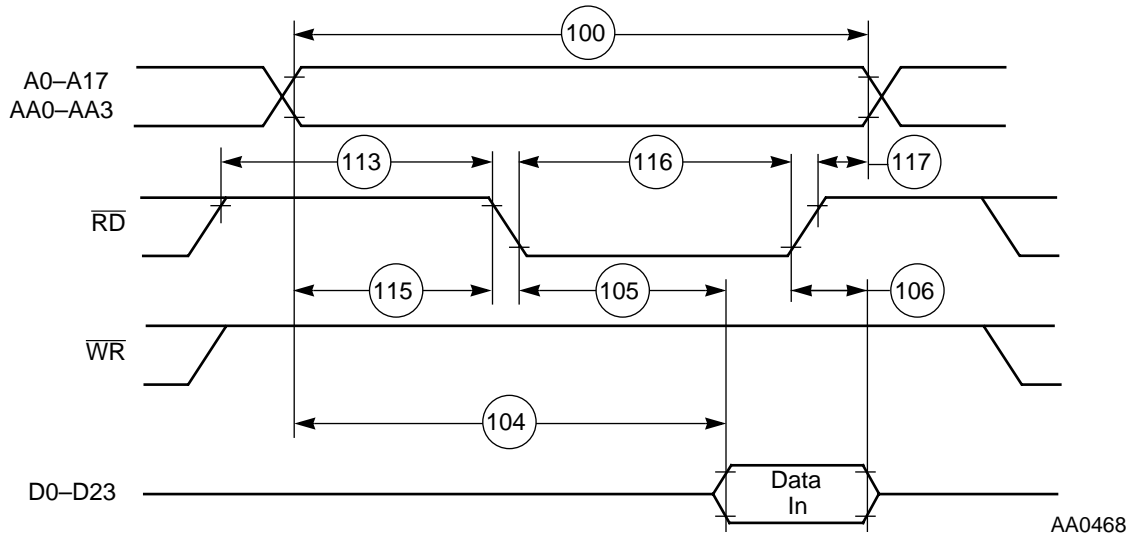 100
A0–A17
AA0–AA3
113
116
117
RD
115
105
106
WR
104
D0–D23
Data
In
AA0468